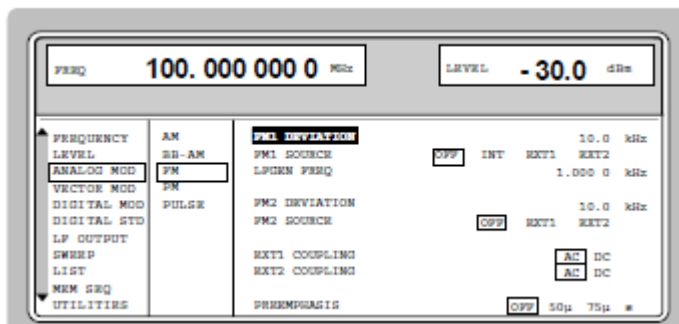 FREQ 100. 000 000 0 MHz LEVEL - 30.0 dBm
FREQUENCY AM FM1 DEVIATION 10.0 kHz
LEVEL BB-AM FM1 SOURCE OFF INT EXT1 EXT2
ANALOG MOD FM LFGEN FREQ 1.000 0 kHz
VECTOR MOD PM
DIGITAL MOD PULSE FM2 DEVIATION 10.0 kHz
DIGITAL STD FM2 SOURCE OFF EXT1 EXT2
LF OUTPUT
SWEEP EXT1 COUPLING AC DC
LIST EXT2 COUPLING AC DC
MEM SEQ
UTILITIES PREEMPHASIS OFF 50µ 75µ s